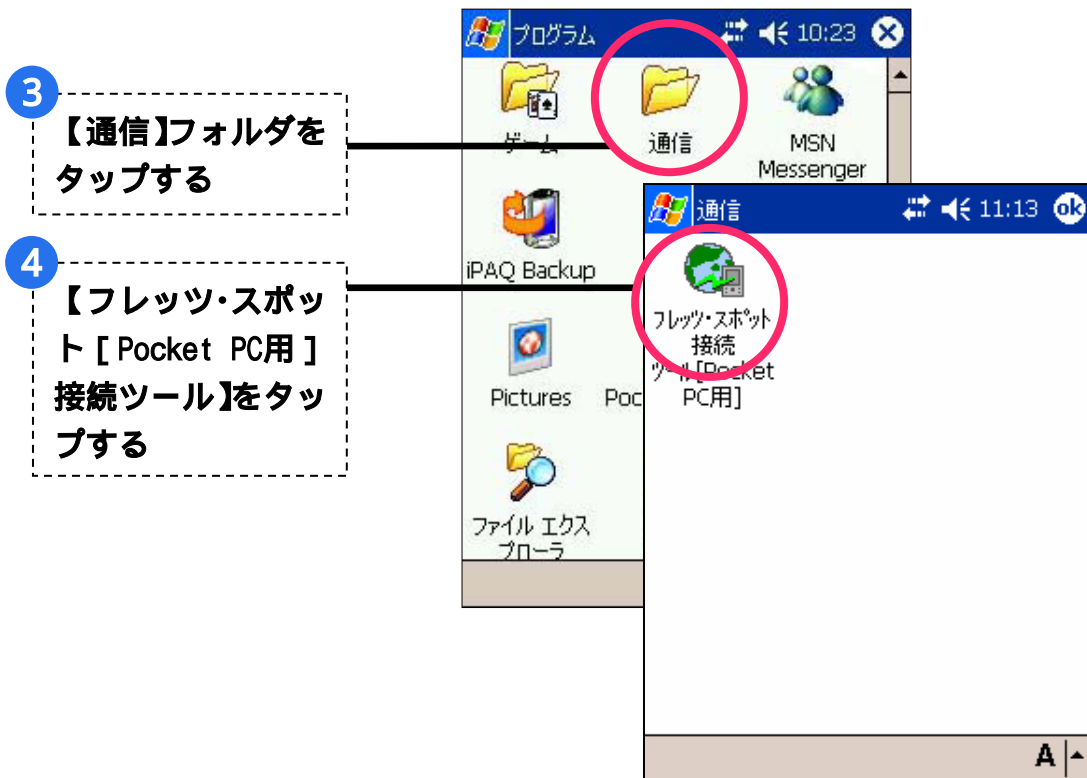 3
【通信】フォルダを
タップする
4
【フレッツ・スポッ
ト[Pocket PC用]
接続ツール】をタッ
プする
プログラム 10:23
ゲーム
通信
MSN
Messenger
iPAQ Backup
Pictures
Poc
ファイル エクス
プローラ
通信 11:13 ok
フレッツ・スポット
接続
ツール[Pocket
PC用]
A